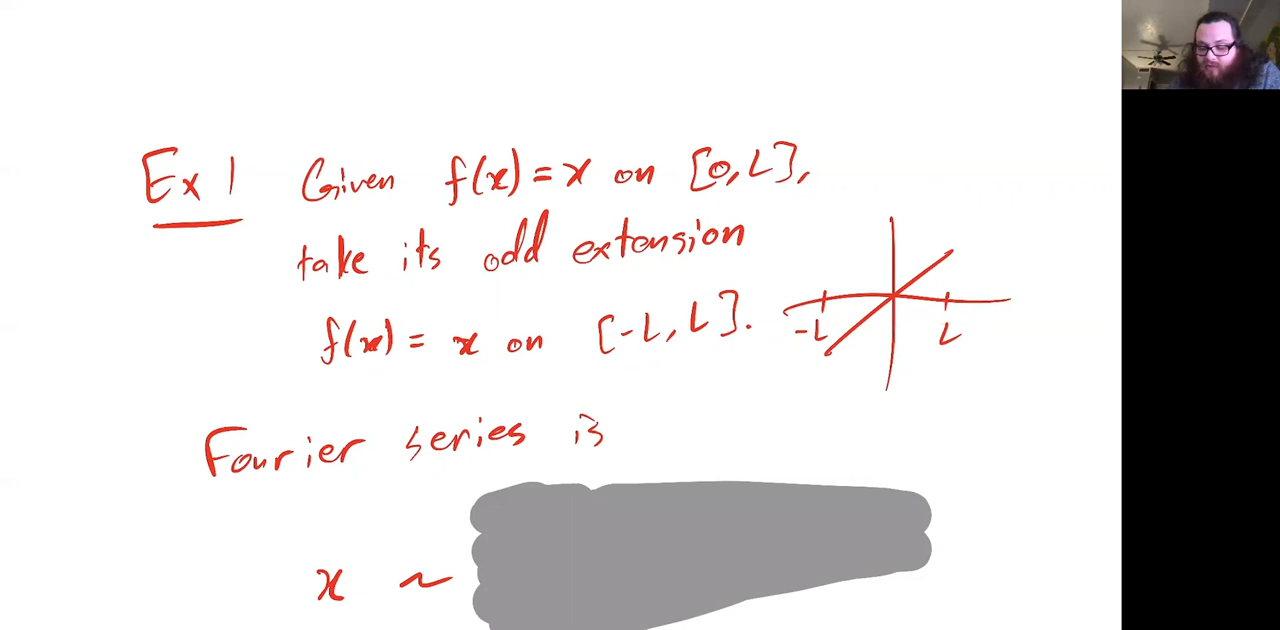 Ex 1 Given f(x) = x on [0, L],
take its odd extension
f(x) = x on [-L, L].
-L L
Fourier series is
x ~